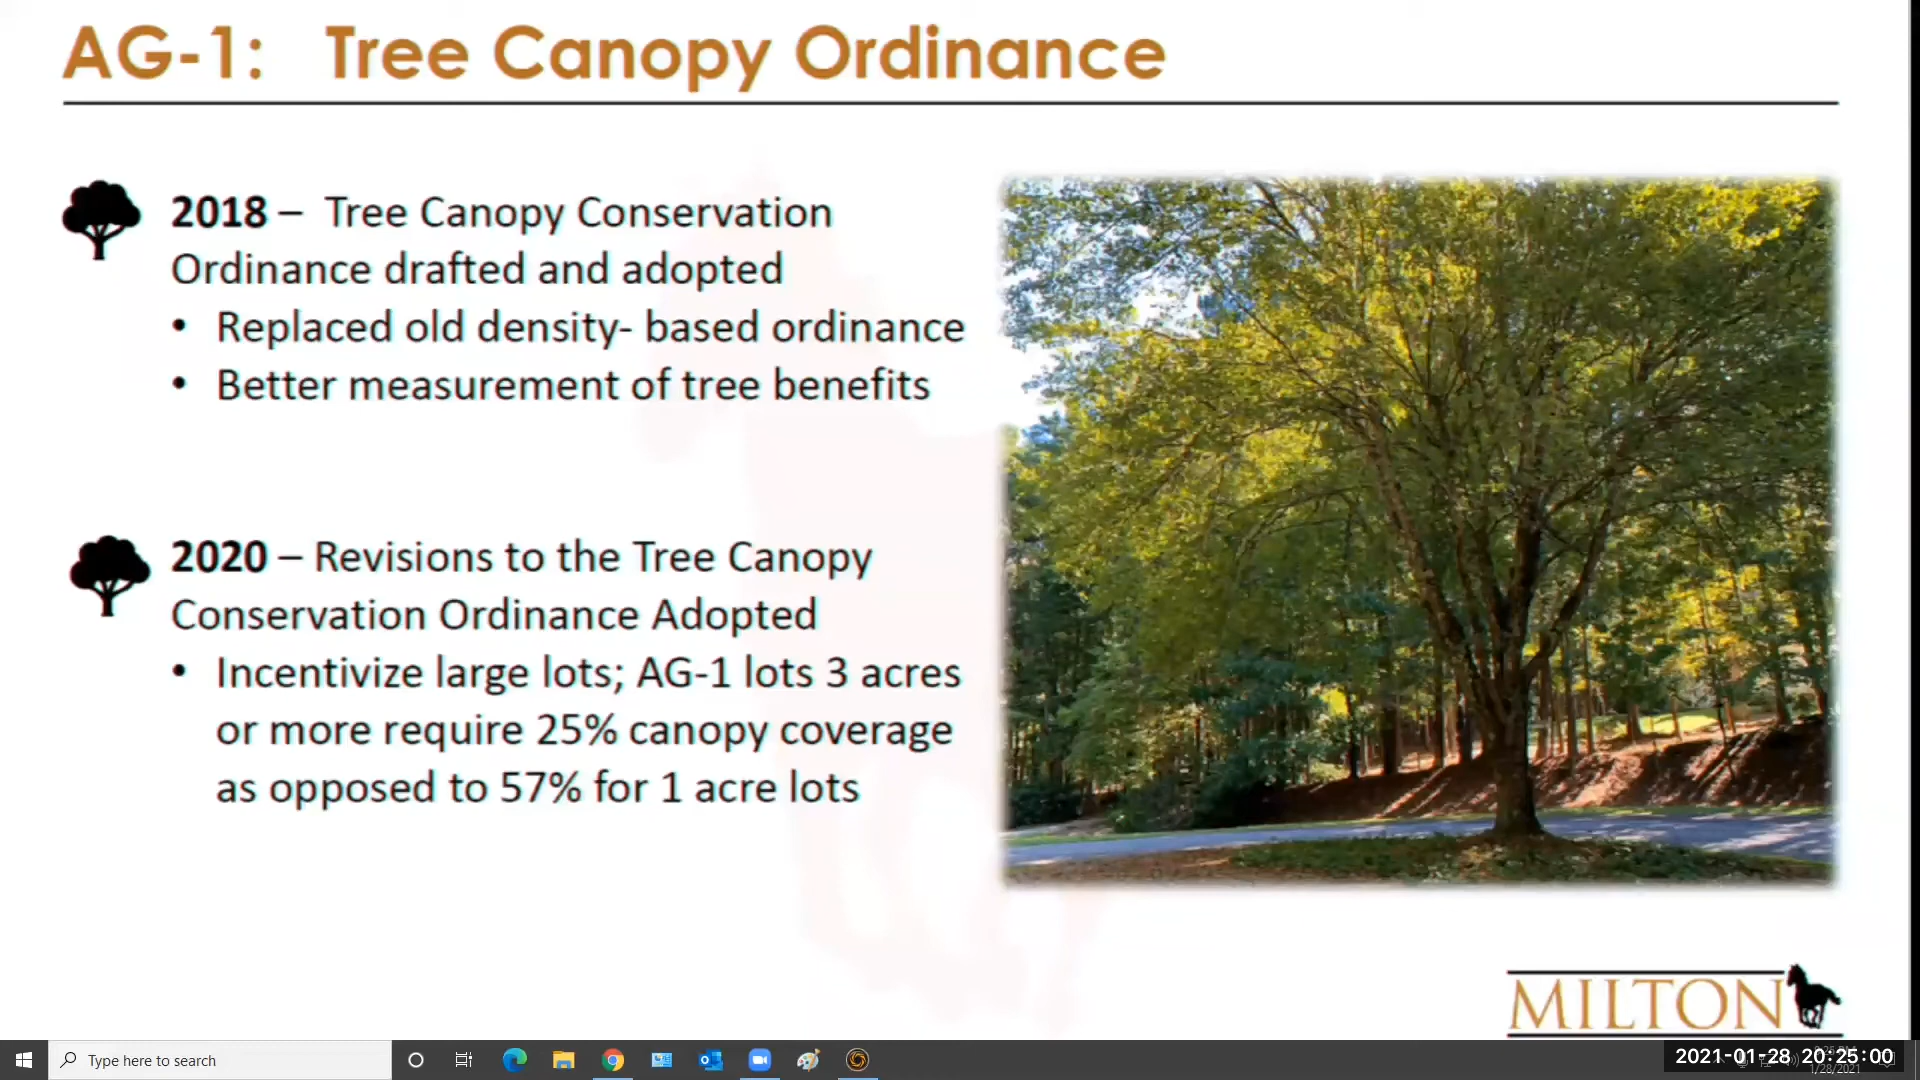 AG-1: Tree Canopy Ordinance
2018 – Tree Canopy Conservation
Ordinance drafted and adopted
• Replaced old density- based ordinance
• Better measurement of tree benefits
2020 – Revisions to the Tree Canopy
Conservation Ordinance Adopted
• Incentivize large lots; AG-1 lots 3 acres
or more require 25% canopy coverage
as opposed to 57% for 1 acre lots
MILTON
Type here to search
2021-01-28 20:25:00
1/28/2021